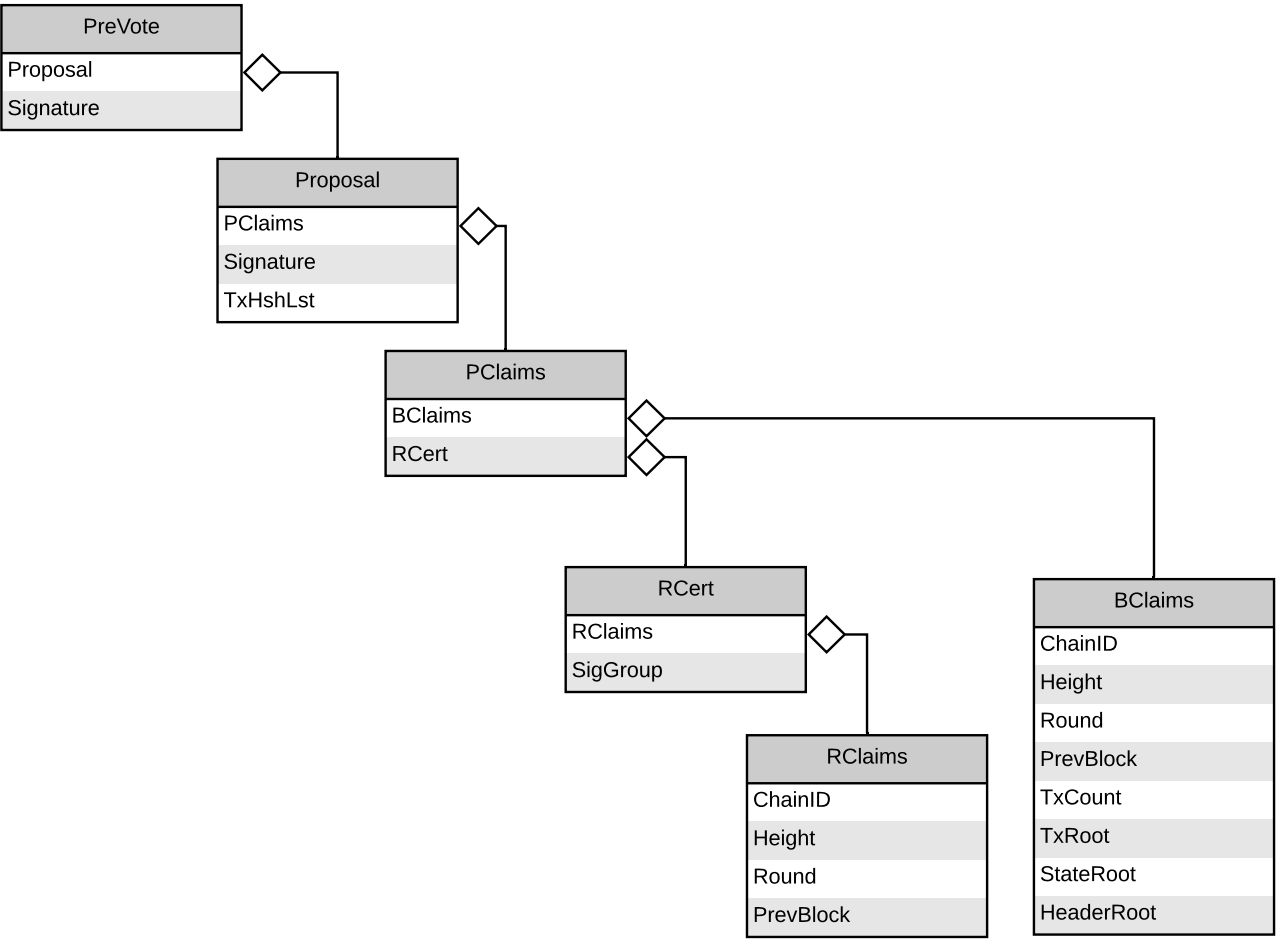 PreVote
Proposal
Signature
Proposal
PClaims
Signature
TxHshLst
PClaims
BClaims
RCert
RCert
RClaims
SigGroup
RClaims
ChainID
Height
Round
PrevBlock
BClaims
ChainID
Height
Round
PrevBlock
TxCount
TxRoot
StateRoot
HeaderRoot